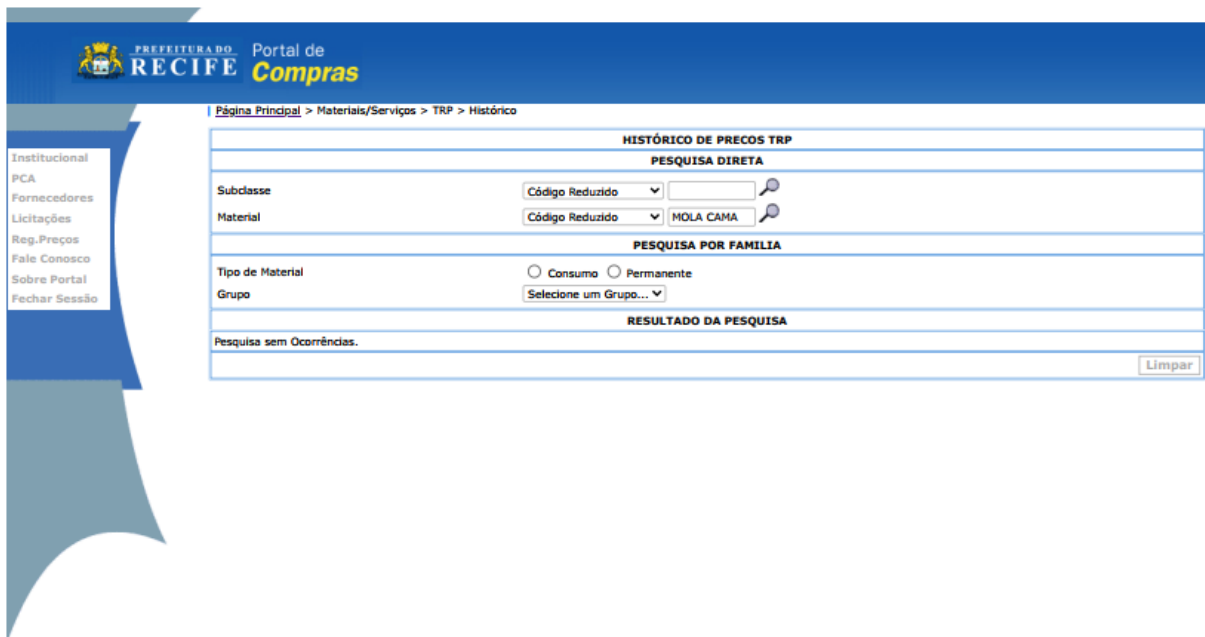 PREFEITURA DO
RECIFE
Portal de
Compras
Página Principal > Materiais/Serviços > TRP > Histórico
Institucional
PCA
Fornecedores
Licitações
Reg.Preços
Fale Conosco
Sobre Portal
Fechar Sessão
HISTÓRICO DE PRECOS TRP
PESQUISA DIRETA
Subclasse Código Reduzido
Material Código Reduzido MOLA CAMA
PESQUISA POR FAMILIA
Tipo de Material Consumo Permanente
Grupo Selecione um Grupo...
RESULTADO DA PESQUISA
Pesquisa sem Ocorrências.
Limpar